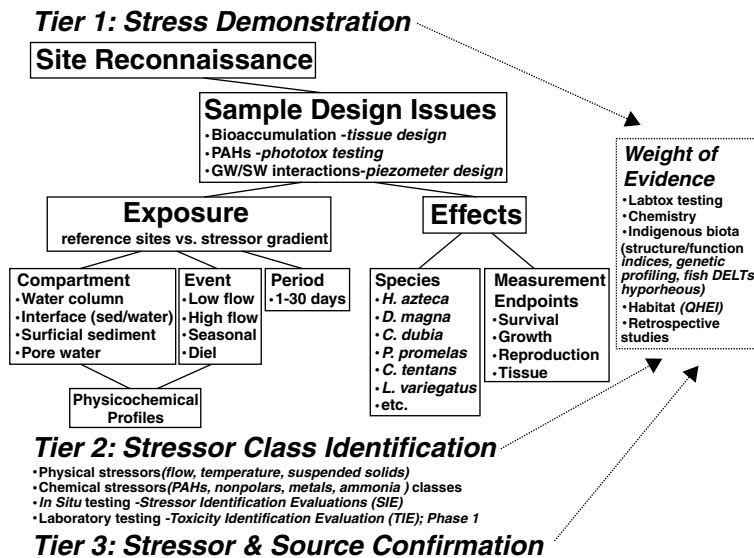 Tier 1: Stress Demonstration
Site Reconnaissance
Sample Design Issues
•Bioaccumulation -tissue design
•PAHs -phototox testing
•GW/SW interactions-piezometer design
Exposure
reference sites vs. stressor gradient
Effects
Compartment
•Water column
•Interface (sed/water)
•Surficial sediment
•Pore water
Event
•Low flow
•High flow
•Seasonal
•Diel
Period
•1-30 days
Species
•H. azteca
•D. magna
•C. dubia
•P. promelas
•C. tentans
•L. variegatus
•etc.
Measurement
Endpoints
•Survival
•Growth
•Reproduction
•Tissue
Physicochemical
Profiles
Weight of
Evidence
•Labtox testing
•Chemistry
•Indigenous biota
(structure/function
indices, genetic
profiling, fish DELTs
hyporheous)
•Habitat (QHEI)
•Retrospective
studies
Tier 2: Stressor Class Identification
•Physical stressors(flow, temperature, suspended solids)
•Chemical stressors(PAHs, nonpolars, metals, ammonia ) classes
•In Situ testing -Stressor Identification Evaluations (SIE)
•Laboratory testing -Toxicity Identification Evaluation (TIE); Phase 1
Tier 3: Stressor & Source Confirmation